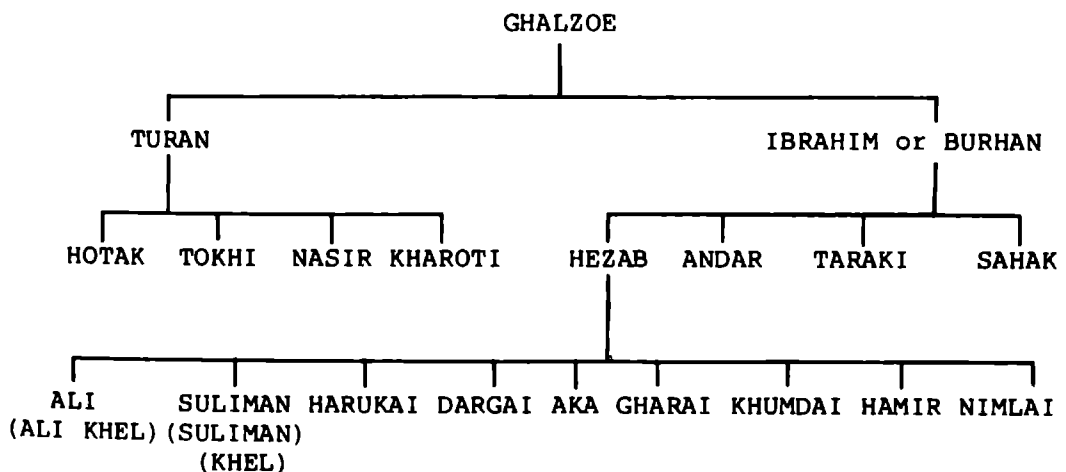 GHALZOE
TURAN IBRAHIM or BURHAN
HOTAK TOKHI NASIR KHAROTI HEZAB ANDAR TARAKI SAHAK
ALI SULIMAN HARUKAI DARGAI AKA GHARAI KHUMDAI HAMIR NIMLAI
(ALI KHEL) (SULIMAN)
(KHEL)